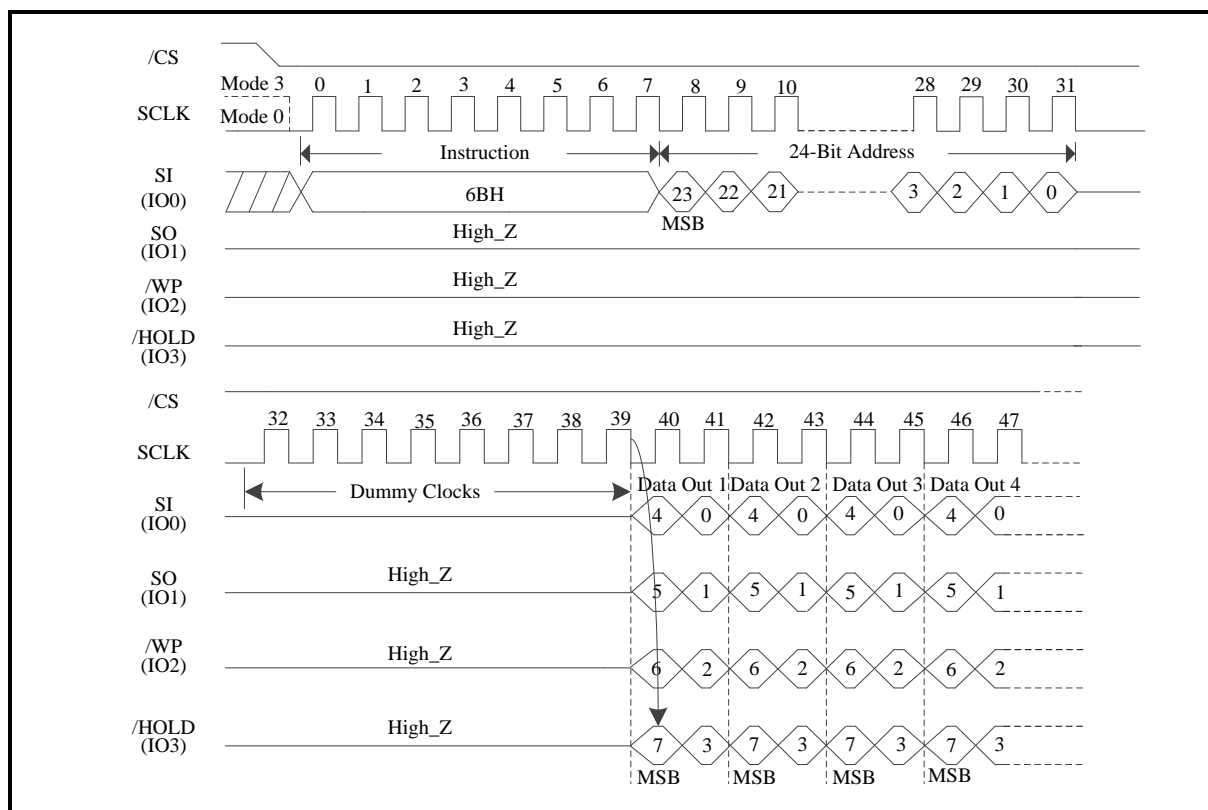 /CS
Mode 3 0 1 2 3 4 5 6 7 8 9 10 28 29 30 31
SCLK
Mode 0
Instruction 24-Bit Address
SI
(IO0)
6BH 23 22 21 3 2 1 0
MSB
SO
(IO1)
High_Z
/WP
(IO2)
High_Z
/HOLD
(IO3)
High_Z
/CS
32 33 34 35 36 37 38 39 40 41 42 43 44 45 46 47
SCLK
Dummy Clocks
Data Out 1 Data Out 2 Data Out 3 Data Out 4
SI
(IO0)
4 0 4 0 4 0 4 0
SO
(IO1)
High_Z
5 1 5 1 5 1 5 1
/WP
(IO2)
High_Z
6 2 6 2 6 2 6 2
/HOLD
(IO3)
High_Z
7 3 7 3 7 3 7 3
MSB MSB MSB MSB